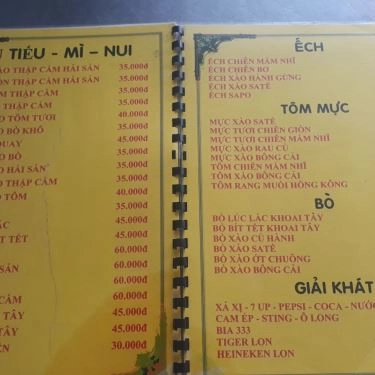 TIẾU - MÌ - NUI
THẬP CẨM HẢI SẢN 35.000đ
THẬP CẨM HẢI SẢN 35.000đ
THẬP CẨM 35.000đ
THẬP CẨM 35.000đ
TÔM TƯƠI 40.000đ
BÒ KHÔ 35.000đ
35.000đ
BÒ 35.000đ
HẢI SẢN 35.000đ
THẬP CẨM 40.000đ
TÔM 35.000đ
45.000đ
TẾT 45.000đ
60.000đ
SẢN 60.000đ
60.000đ
CẨM 60.000đ
TÂY 45.000đ
TÂY 45.000đ
30.000đ
ẾCH
ẾCH CHIÊN MẮM NHĨ
ẾCH CHIÊN BƠ
ẾCH XÀO HÀNH GỪNG
ẾCH XÀO SATẾ
ẾCH SAPO
TÔM MỰC
MỰC XÀO SATẾ
MỰC TƯƠI CHIÊN GIÒN
MỰC TƯƠI CHIÊN MẮM NHĨ
MỰC XÀO RAU CỦ
MỰC XÀO BÔNG CẢI
TÔM CHIÊN MẮM NHĨ
TÔM XÀO BÔNG CẢI
TÔM RANG MUỐI HỒNG KÔNG
BÒ
BÒ LÚC LẮC KHOAI TÂY
BÒ BÍT TẾT KHOAI TÂY
BÒ XÀO CỦ HÀNH
BÒ XÀO SATẾ
BÒ XÀO ỚT CHUÔNG
BÒ XÀO BÔNG CẢI
GIẢI KHÁT
XÁ XỊ - 7 UP - PEPSI - COCA - NƯỚC
CAM ÉP - STING - Ô LONG
BIA 333
TIGER LON
HEINEKEN LON